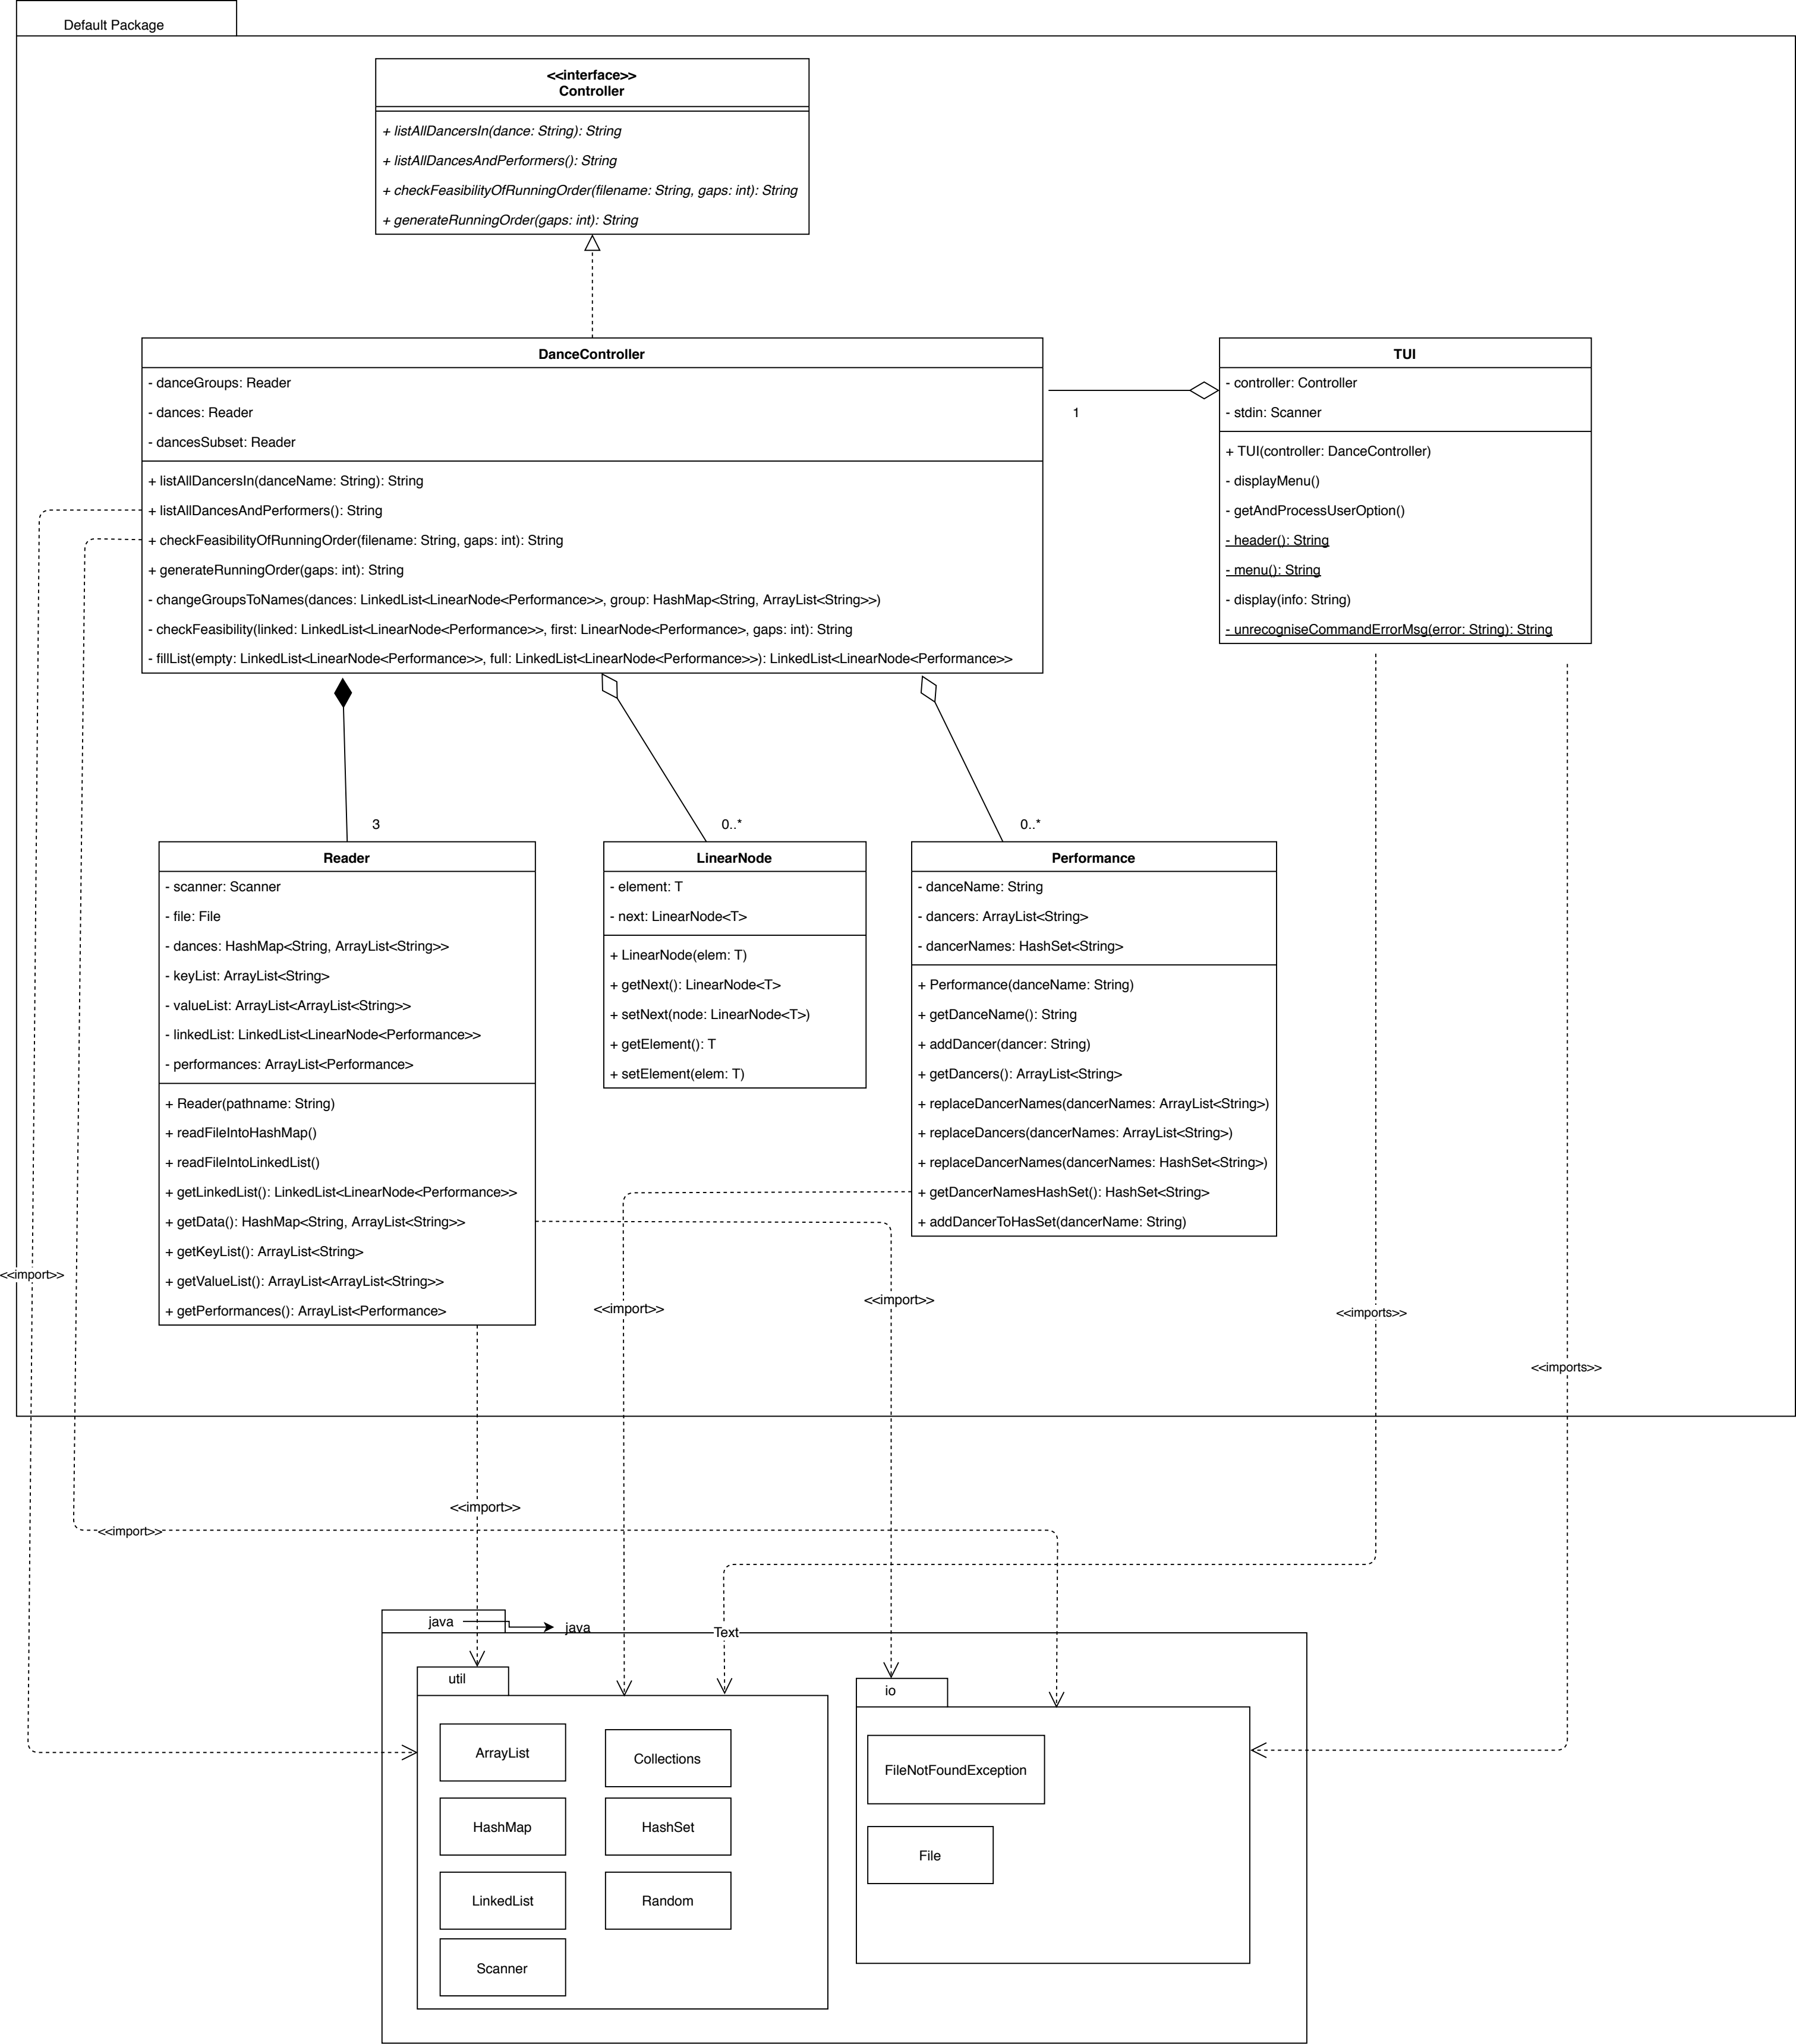 Default Package
<<interface>>
Controller
+ listAllDancersIn(dance: String): String
+ listAllDancesAndPerformers(): String
+ checkFeasibilityOfRunningOrder(filename: String, gaps: int): String
+ generateRunningOrder(gaps: int): String
DanceController
- danceGroups: Reader
- dances: Reader
- dancesSubset: Reader
+ listAllDancersIn(danceName: String): String
+ listAllDancesAndPerformers(): String
+ checkFeasibilityOfRunningOrder(filename: String, gaps: int): String
+ generateRunningOrder(gaps: int): String
- changeGroupsToNames(dances: LinkedList<LinearNode<Performance>>, group: HashMap<String, ArrayList<String>>)
- checkFeasibility(linked: LinkedList<LinearNode<Performance>>, first: LinearNode<Performance>, gaps: int): String
- fillList(empty: LinkedList<LinearNode<Performance>>, full: LinkedList<LinearNode<Performance>>): LinkedList<LinearNode<Performance>>
1
TUI
- controller: Controller
- stdin: Scanner
+ TUI(controller: DanceController)
- displayMenu()
- getAndProcessUserOption()
- header(): String
- menu(): String
- display(info: String)
- unrecogniseCommandErrorMsg(error: String): String
3
0..*
0..*
Reader
- scanner: Scanner
- file: File
- dances: HashMap<String, ArrayList<String>>
- keyList: ArrayList<String>
- valueList: ArrayList<ArrayList<String>>
- linkedList: LinkedList<LinearNode<Performance>>
- performances: ArrayList<Performance>
+ Reader(pathname: String)
+ readFileIntoHashMap()
+ readFileIntoLinkedList()
+ getLinkedList(): LinkedList<LinearNode<Performance>>
+ getData(): HashMap<String, ArrayList<String>>
+ getKeyList(): ArrayList<String>
+ getValueList(): ArrayList<ArrayList<String>>
+ getPerformances(): ArrayList<Performance>
LinearNode
- element: T
- next: LinearNode<T>
+ LinearNode(elem: T)
+ getNext(): LinearNode<T>
+ setNext(node: LinearNode<T>)
+ getElement(): T
+ setElement(elem: T)
Performance
- danceName: String
- dancers: ArrayList<String>
- dancerNames: HashSet<String>
+ Performance(danceName: String)
+ getDanceName(): String
+ addDancer(dancer: String)
+ getDancers(): ArrayList<String>
+ replaceDancerNames(dancerNames: ArrayList<String>)
+ replaceDancers(dancerNames: ArrayList<String>)
+ replaceDancerNames(dancerNames: HashSet<String>)
+ getDancerNamesHashSet(): HashSet<String>
+ addDancerToHasSet(dancerName: String)
<<import>>
<<import>>
<<import>>
<<imports>>
<<imports>>
<<import>>
<<import>>
java
java
Text
util
ArrayList
Collections
HashMap
HashSet
LinkedList
Random
Scanner
io
FileNotFoundException
File